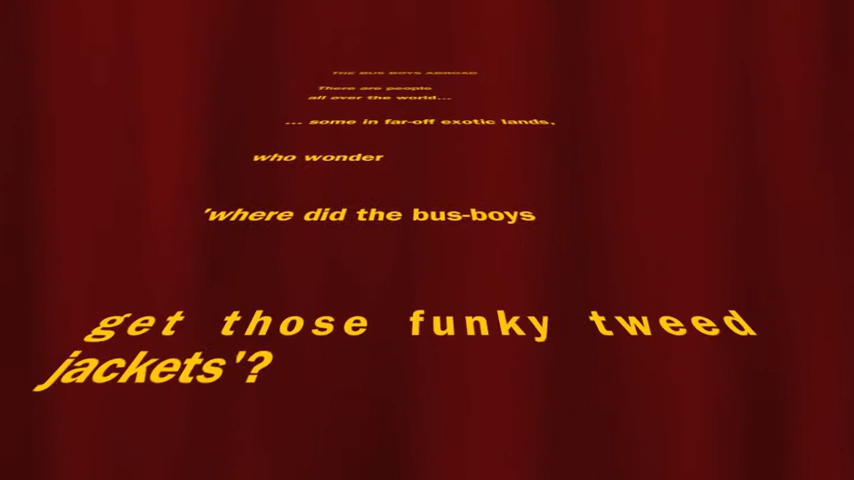 THE BUS BOYS ABROAD
There are people
all over the world...
... some in far-off exotic lands,
who wonder
'where did the bus-boys
get those funky tweed
jackets'?